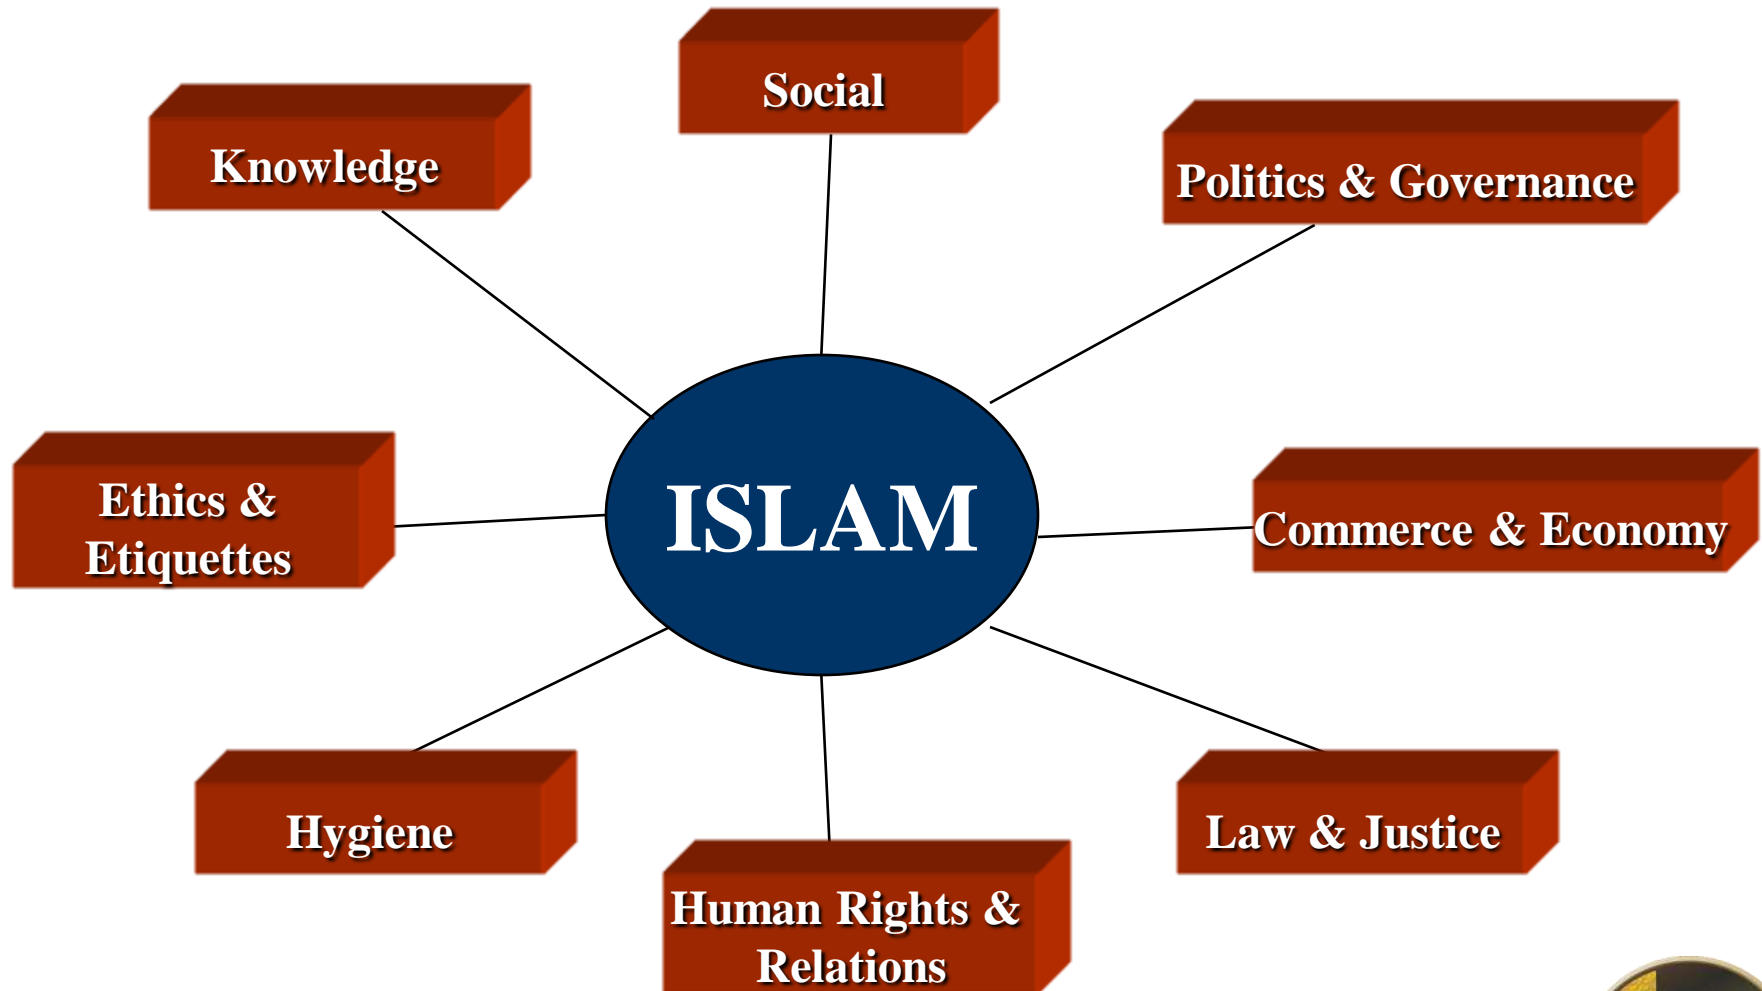 Social
Knowledge
Politics & Governance
Ethics &
Etiquettes
ISLAM
Commerce & Economy
Hygiene
Law & Justice
Human Rights &
Relations